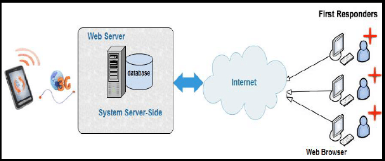 First Responders
Web Server
database
Internet
System Server-Side
Web Browser